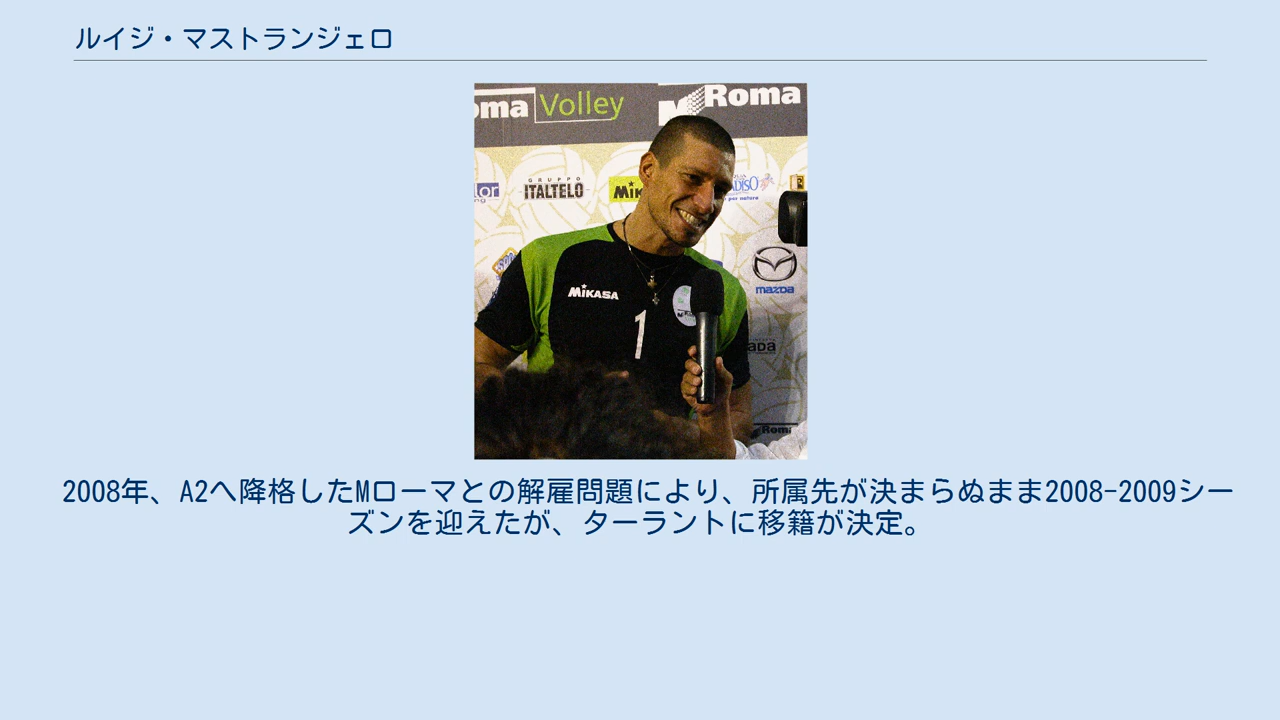 ルイジ・マストランジェロ
oma Volley
Roma
GRUPPO
ITALTELO
MIKASA
1
mazda
Roma
2008年、A2へ降格したMローマとの解雇問題により、所属先が決まらぬまま2008-2009シー
ズンを迎えたが、ターラントに移籍が決定。